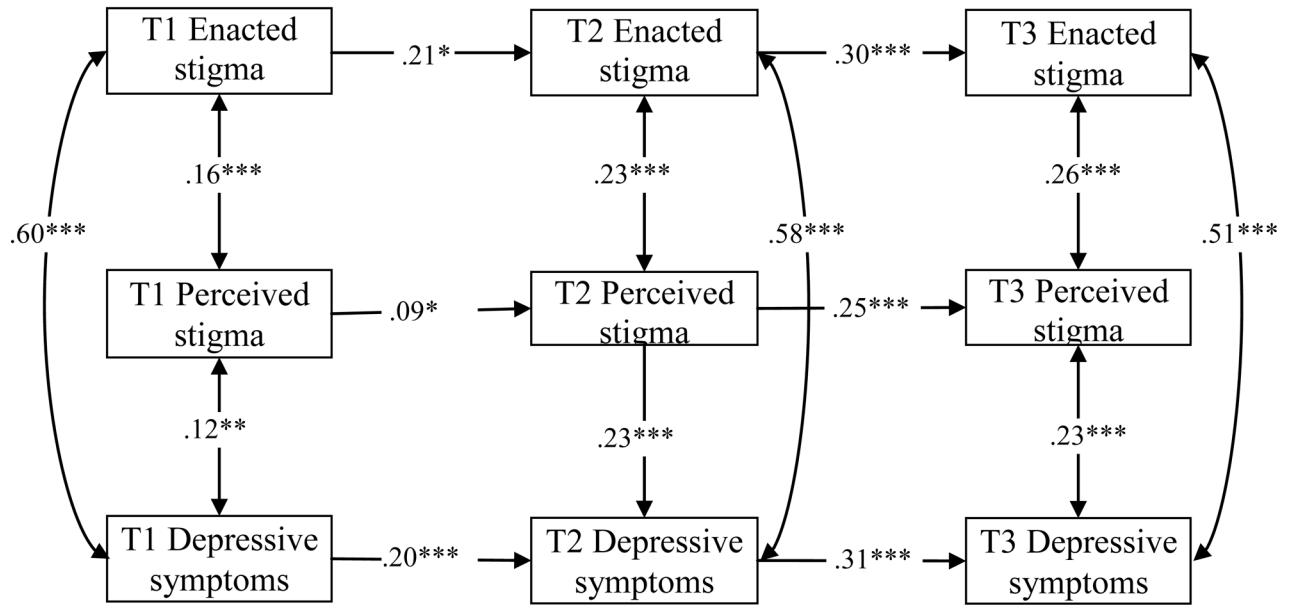 T1 Enacted
stigma
.21*
T2 Enacted
stigma
.30***
T3 Enacted
stigma
.16***
.23***
.26***
.60***
.58***
.51***
T1 Perceived
stigma
.09*
T2 Perceived
stigma
.25***
T3 Perceived
stigma
.12**
.23***
.23***
T1 Depressive
symptoms
.20***
T2 Depressive
symptoms
.31***
T3 Depressive
symptoms